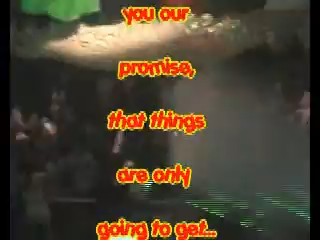 you our
promise,
that things
are only
going to get...